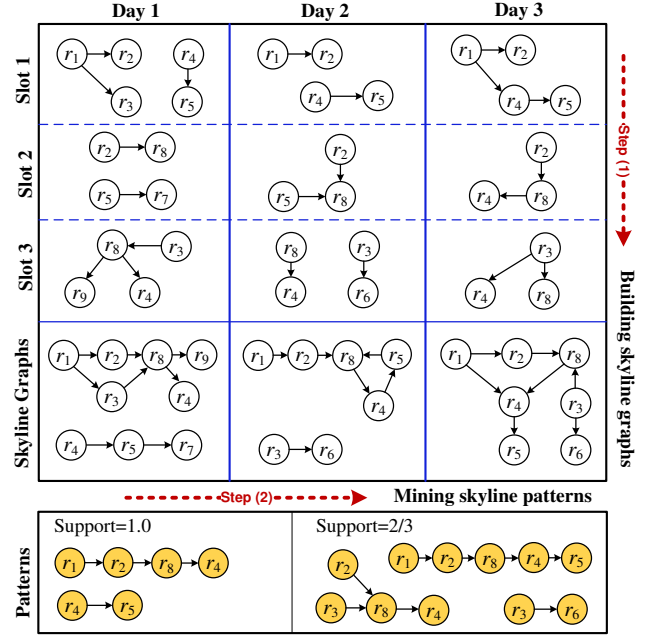 Day 1 Day 2 Day 3
Slot 1
r1 r2 r4
r3 r5
r1 r2
r4 r5
r1 r2
r4 r5
Slot 2
r2 r8
r5 r7
r2
r5 r8
r2
r4 r8
Slot 3
r8 r3
r9 r4
r8 r3
r4 r6
r3
r4 r8
Skyline Graphs
r1 r2 r8 r9
r3 r4
r4 r5 r7
r1 r2 r8 r5
r4
r3 r6
r1 r2 r8
r4 r3
r5 r6
Step (1)
Building skyline graphs
Step (2)
Mining skyline patterns
Patterns
Support=1.0
r1 r2 r8 r4
r4 r5
Support=2/3
r2 r1 r2 r8 r4 r5
r3 r8 r4 r3 r6